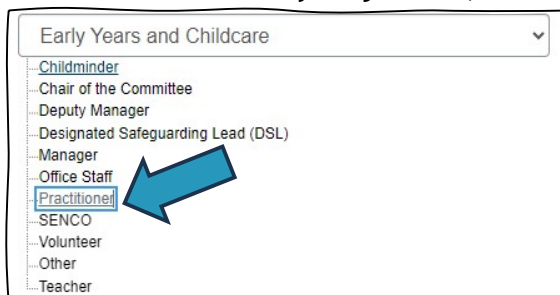 Early Years and Childcare
Childminder
Chair of the Committee
Deputy Manager
Designated Safeguarding Lead (DSL)
Manager
Office Staff
Practitioner
SENCO
Volunteer
Other
Teacher